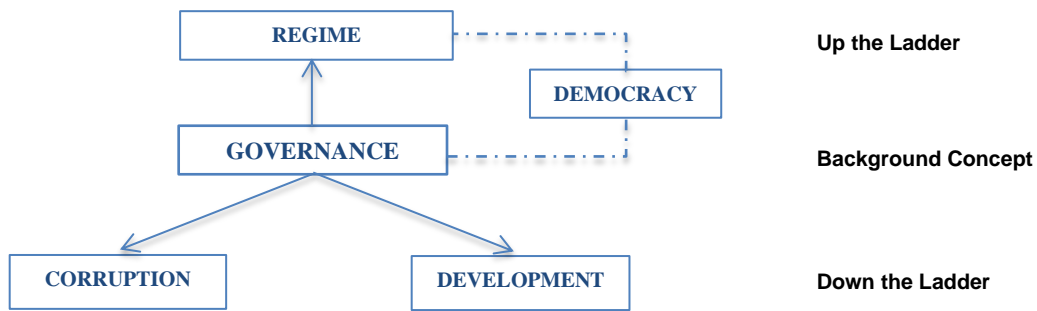 REGIME
Up the Ladder
DEMOCRACY
GOVERNANCE
Background Concept
CORRUPTION
DEVELOPMENT
Down the Ladder